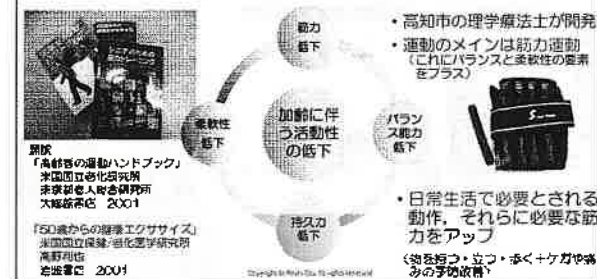 筋力
低下
柔軟性
低下
加齢に伴
う活動性
の低下
バラン
ス能力
低下
持久力
低下
・高知市の理学療法士が開発
・運動のメインは筋力運動
(これにバランスと柔軟性の要素
をプラス)
・日常生活で必要とされる
動作，それらに必要な筋
力をアップ
「高齢者の運動ハンドブック」
米国国立老化研究所
東京都老人総合研究所
大修館書店 2001
「50歳からの健康エクササイズ」
米国国立保健/老化医学研究所
高野利也
岩波書店 2001